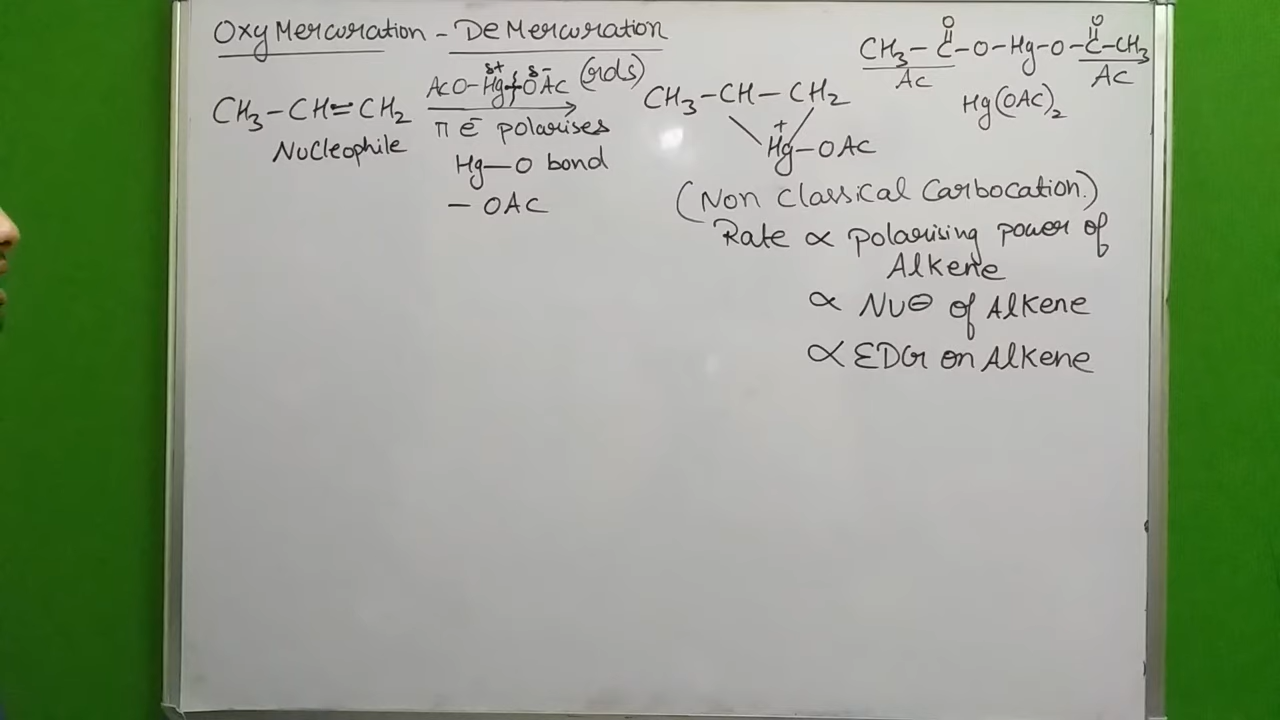 OxyMercuration - DeMercuration
CH3-CH=CH2
Nucleophile
δ+ δ-
AcO-Hg-OAc (rds)
π e- polarises
Hg-O bond
- OAC
CH3-CH-CH2
+
Hg-OAC
(Non Classical Carbocation.)
Rate ∝ polarising power of
Alkene
∝ Nu⊖ of Alkene
∝ EDG on Alkene
O O
CH3-C-O-Hg-O-C-CH3
Ac Ac
Hg(OAc)2